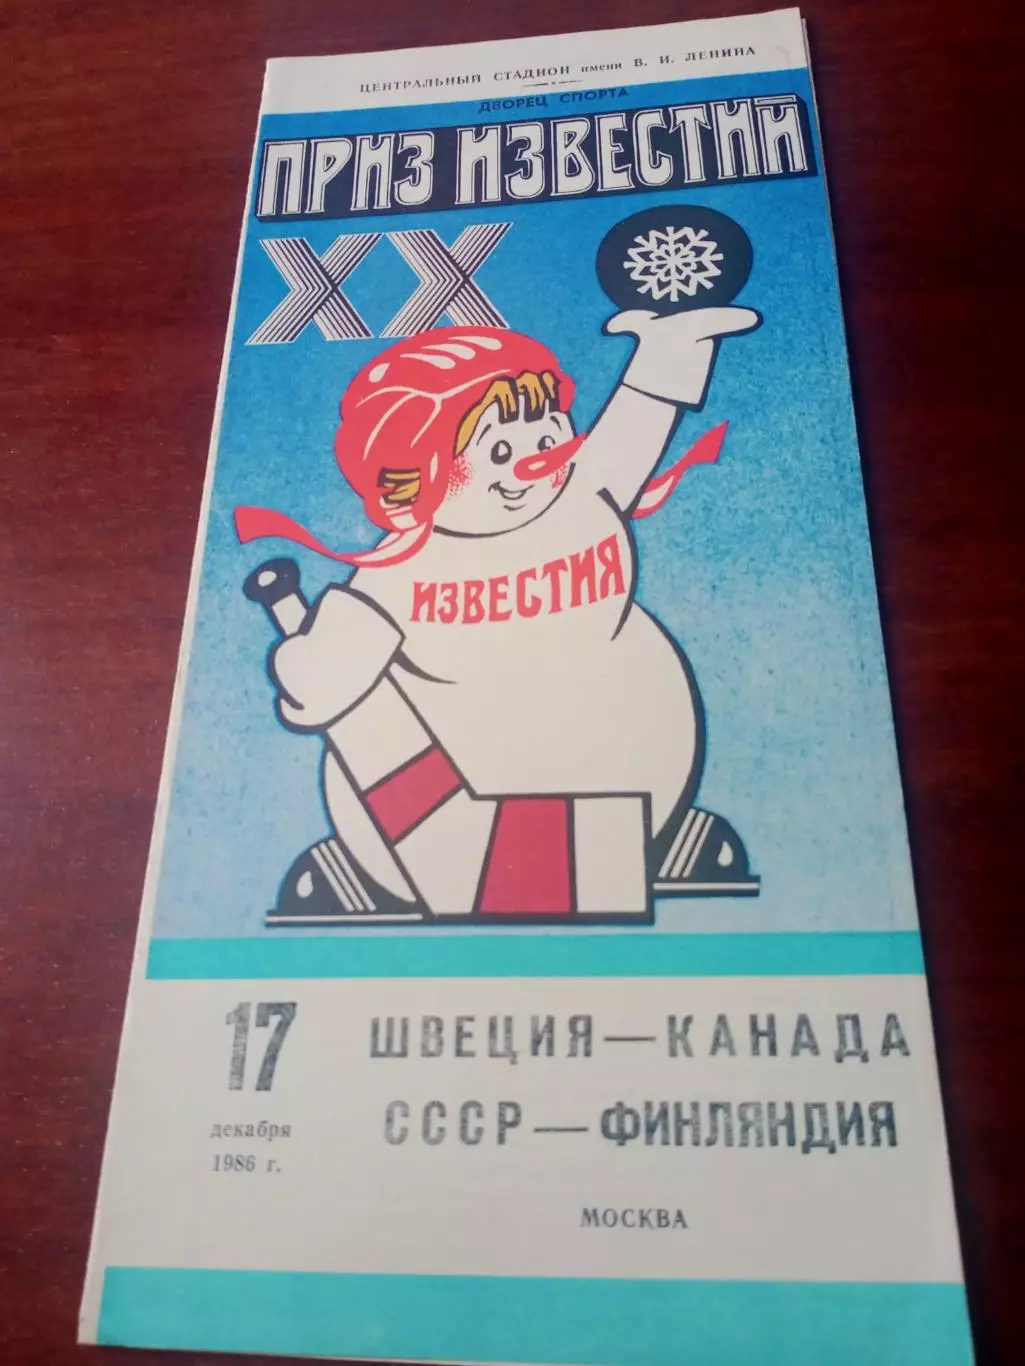 ЦЕНТРАЛЬНЫЙ СТАДИОН имени В. И. ЛЕНИНА
ДВОРЕЦ СПОРТА
ПРИЗ ИЗВЕСТИЙ
XX
ИЗВЕСТИЯ
17 ШВЕЦИЯ—КАНАДА
СССР—ФИНЛЯНДИЯ
декабря
1986 г.
МОСКВА